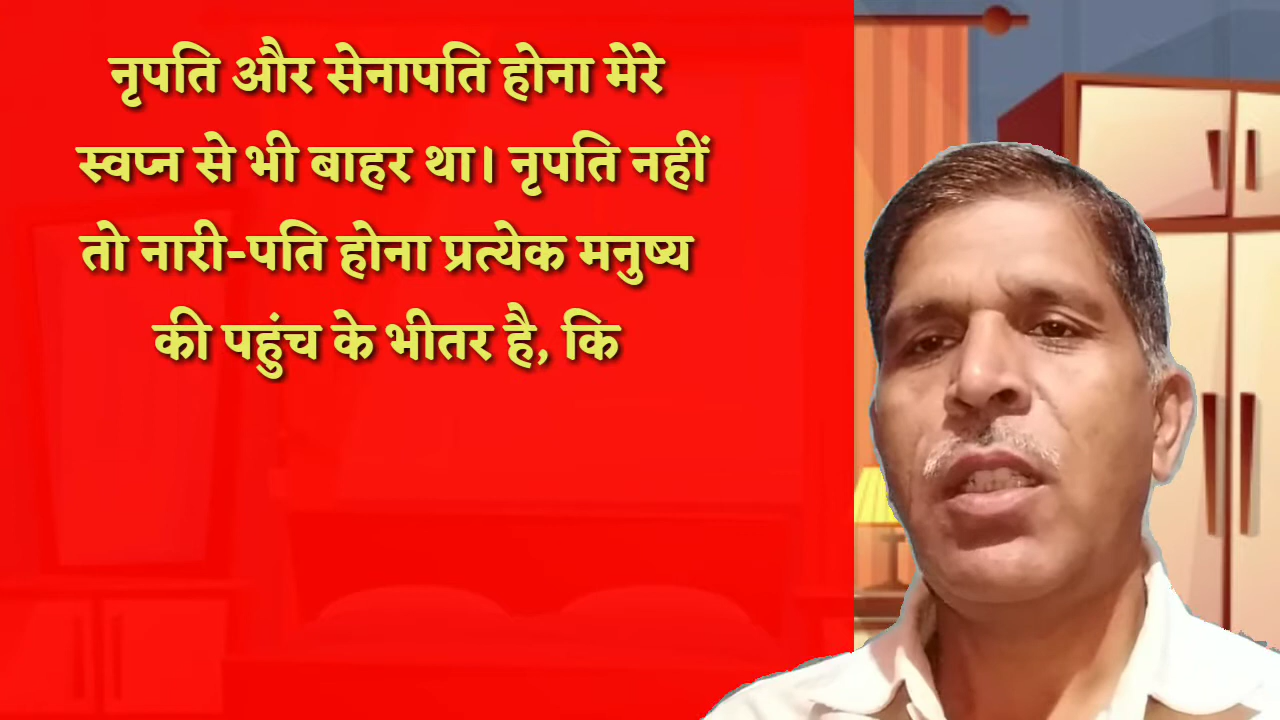 नृपति और सेनापति होना मेरे
स्वप्न से भी बाहर था। नृपति नहीं
तो नारी-पति होना प्रत्येक मनुष्य
की पहुंच के भीतर है, कि